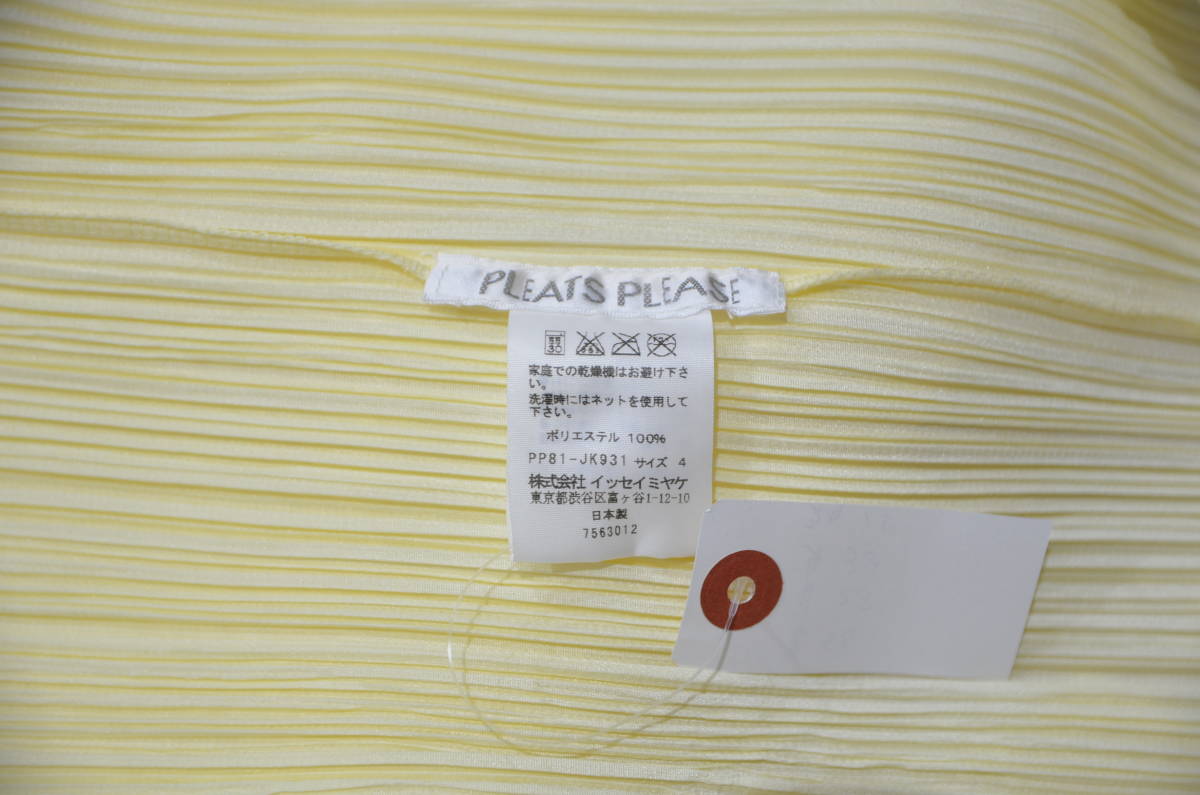 PLEATS PLEASE
家庭での乾燥機はお避け下さ
い。
洗濯時にはネットを使用して
下さい。
ポリエステル 100%
PP81-JK931 サイズ 4
株式会社 イッセイミヤケ
東京都渋谷区富ヶ谷1-12-10
日本製
7563012